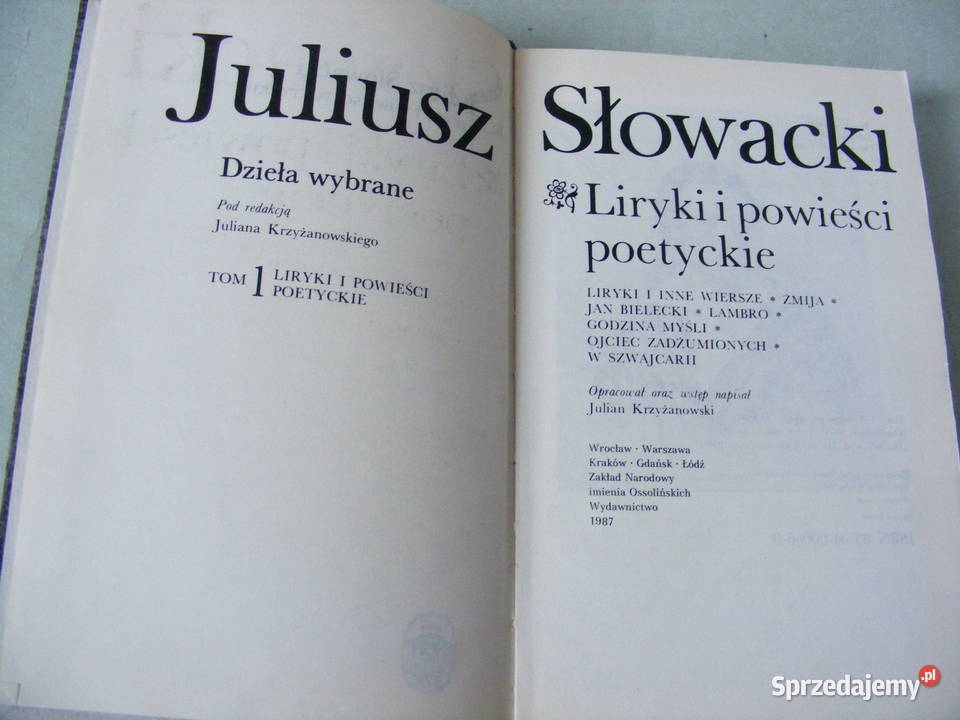 Juliusz
Dzieła wybrane
Pod redakcją
Juliana Krzyżanowskiego
TOM 1 LIRYKI I POWIEŚCI
POETYCKIE
Słowacki
Liryki i powieści
poetyckie
LIRYKI I INNE WIERSZE * ŻMIJA *
JAN BIELECKI * LAMBRO *
GODZINA MYŚLI *
OJCIEC ZADŻUMIONYCH *
W SZWAJCARII
Opracował oraz wstęp napisał
Julian Krzyżanowski
Wrocław · Warszawa
Kraków · Gdańsk · Łódź
Zakład Narodowy
imienia Ossolińskich
Wydawnictwo
1987
Sprzedajemy.pl